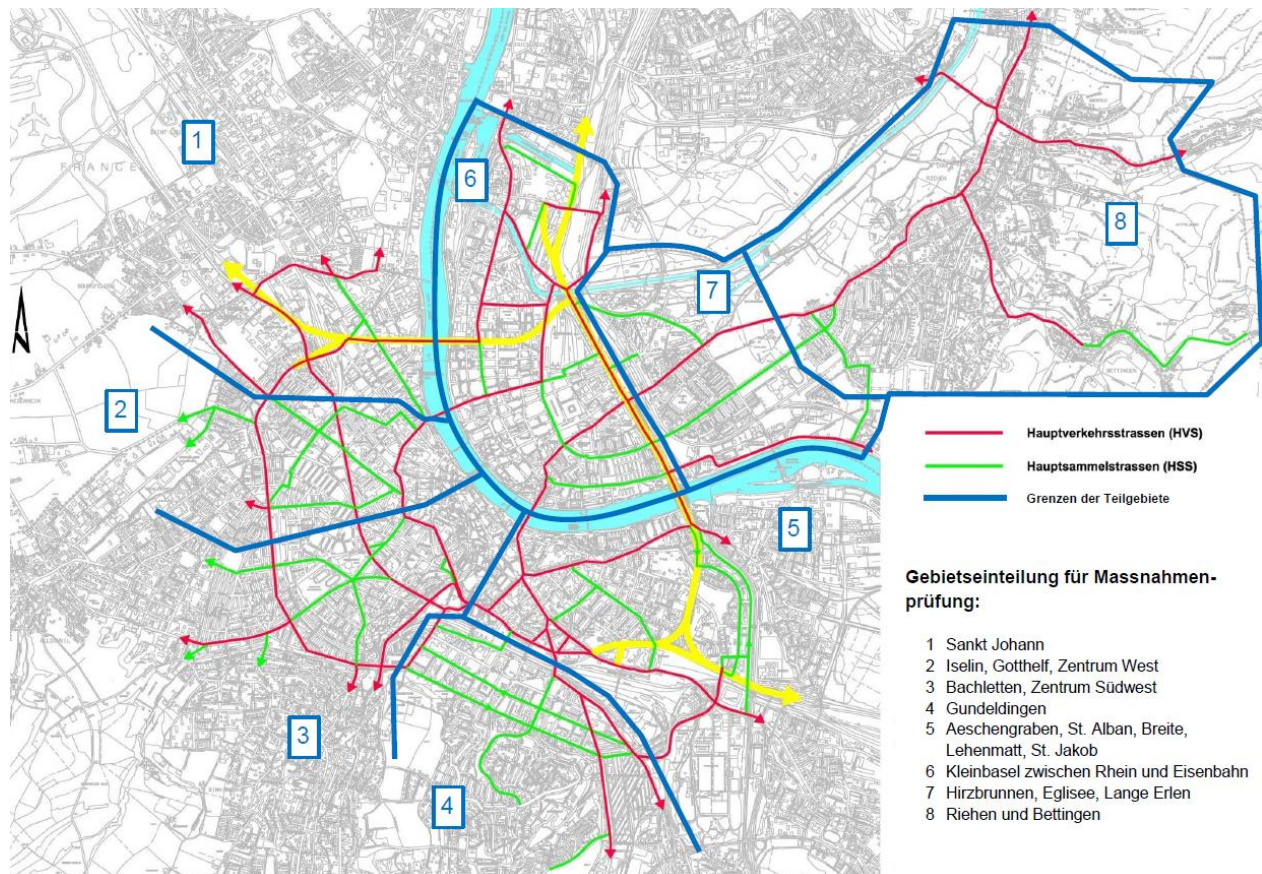 1
6
8
7
2
5
3
4
N
FRANCE
RIEHEN
BETTINGEN
Hauptverkehrsstrassen (HVS)
Hauptsammelstrassen (HSS)
Grenzen der Teilgebiete
Gebietseinteilung für Massnahmen-
prüfung:
1 Sankt Johann
2 Iselin, Gotthelf, Zentrum West
3 Bachletten, Zentrum Südwest
4 Gundeldingen
5 Aeschengraben, St. Alban, Breite,
Lehenmatt, St. Jakob
6 Kleinbasel zwischen Rhein und Eisenbahn
7 Hirzbrunnen, Eglisee, Lange Erlen
8 Riehen und Bettingen